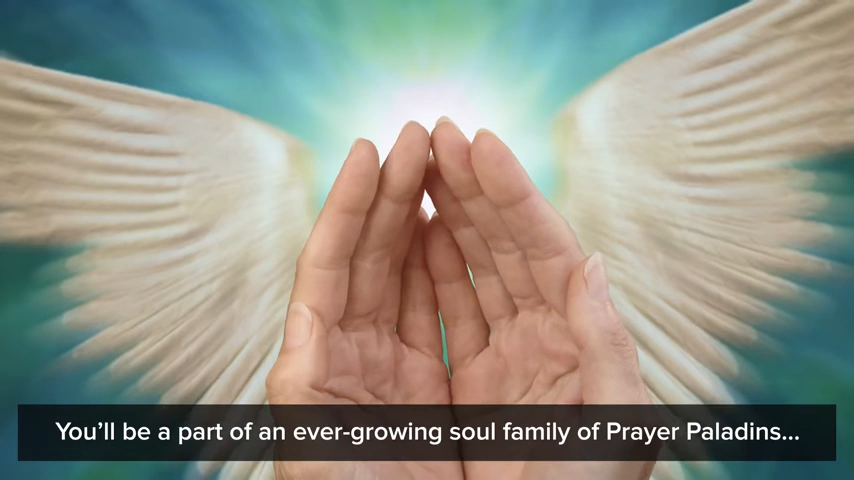 You’ll be a part of an ever-growing soul family of Prayer Paladins...